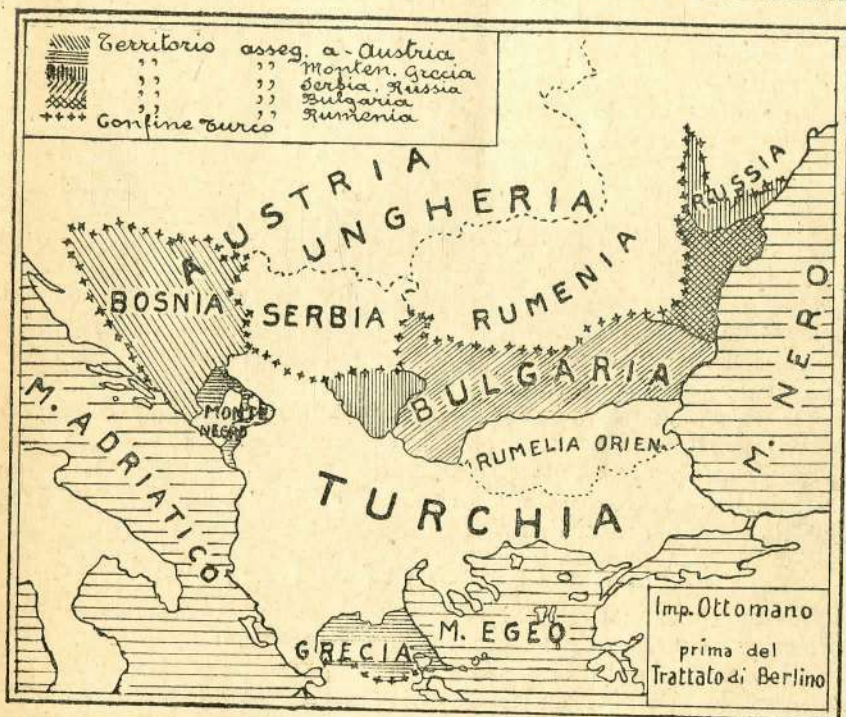 Territorio asseg. a - Austria
,, ,, Monten. Grecia
,, ,, Serbia, Russia
,, ,, Bulgaria
,, ,, Rumenia
Confine Turco
AUSTRIA
UNGHERIA
RUSSIA
BOSNIA
SERBIA
RUMENIA
MONTE
NEGRO
BULGARIA
M. NERO
M. ADRIATICO
RUMELIA ORIEN.
TURCHIA
GRECIA
M. EGEO
Imp. Ottomano
prima del
Trattato di Berlino